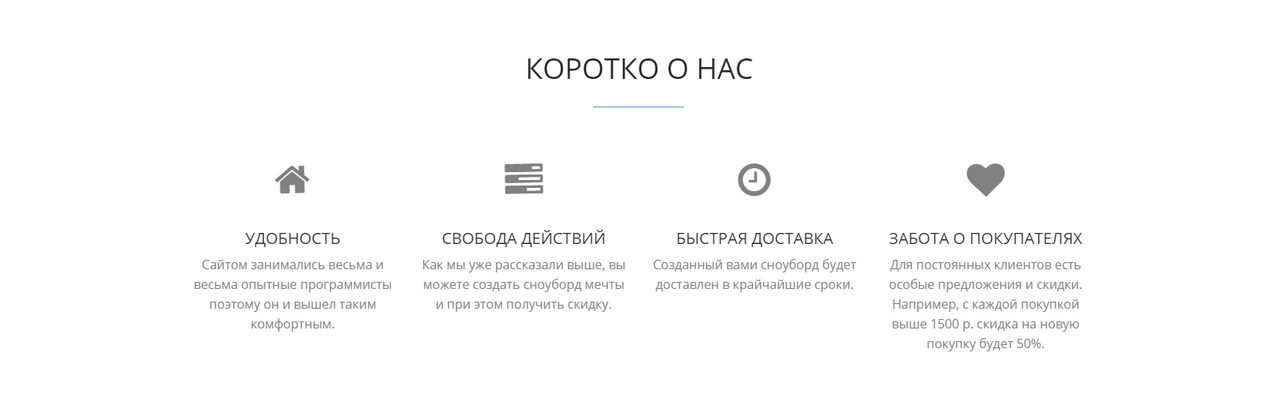 КОРОТКО О НАС
УДОБНОСТЬ
Сайтом занимались весьма и
весьма опытные программисты
поэтому он и вышел таким
комфортным.
СВОБОДА ДЕЙСТВИЙ
Как мы уже рассказали выше, вы
можете создать сноуборд мечты
и при этом получить скидку.
БЫСТРАЯ ДОСТАВКА
Созданный вами сноуборд будет
доставлен в крайчайшие сроки.
ЗАБОТА О ПОКУПАТЕЛЯХ
Для постоянных клиентов есть
особые предложения и скидки.
Например, с каждой покупкой
выше 1500 р. скидка на новую
покупку будет 50%.